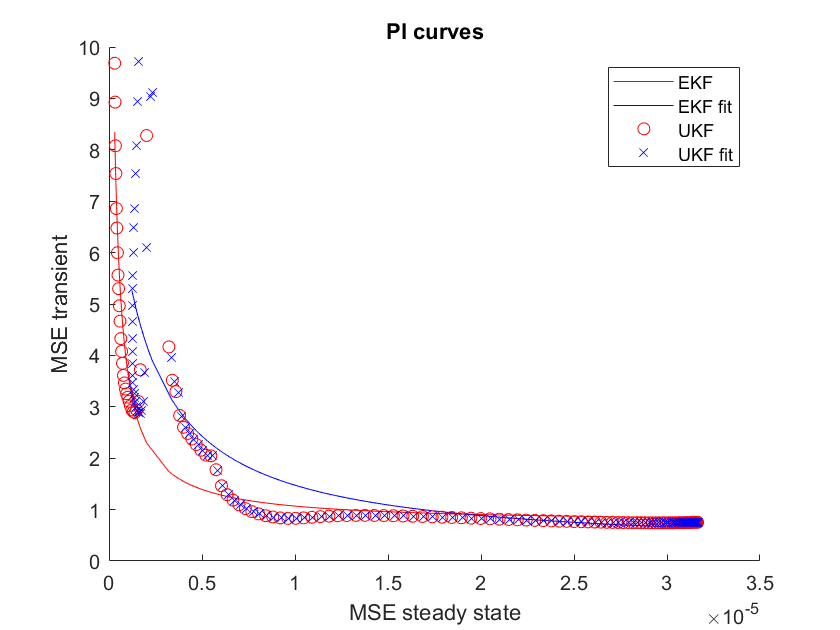 PI curves
10
9
8
7
6
5
4
3
2
1
0
MSE transient
EKF
EKF fit
UKF
UKF fit
0 0.5 1 1.5 2 2.5 3 3.5
MSE steady state
×10-5